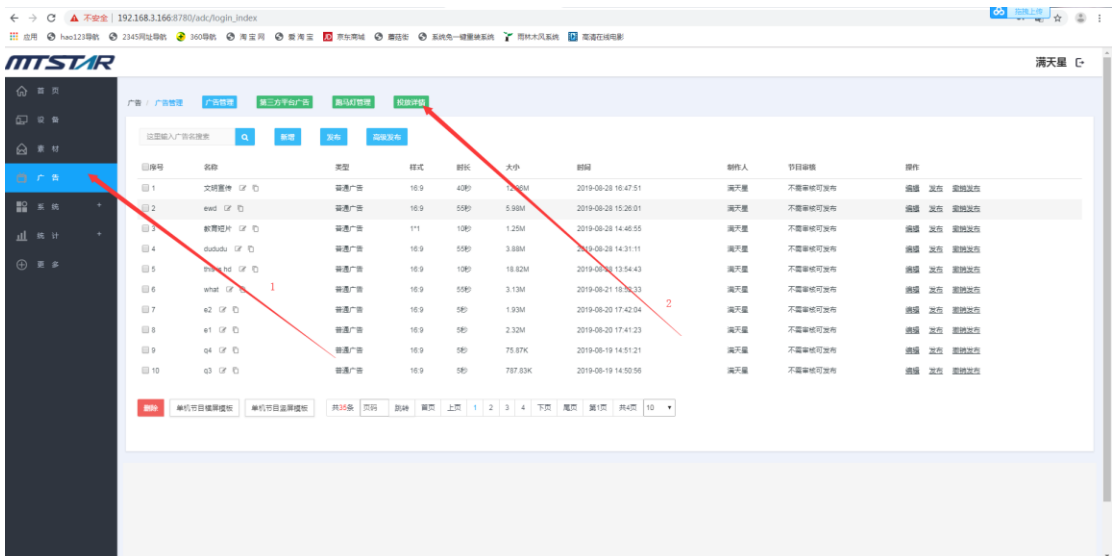 不安全 | 192.168.3.166:8780/adc/login_index
拖拽上传
应用 hao123导航 2345网址导航 360导航 淘宝网 爱淘宝 京东商城 蘑菇街 系统兔一键重装系统 雨林木风系统 高清在线电影
MTSTAR
满天星
首页
广告 / 广告管理 广告管理 第三方平台广告 跑马灯管理 投放详情
设备
这里输入广告名搜索 新增 发布 高级发布
素材
序号 名称 类型 样式 时长 大小 时间 制作人 节目审核 操作
广告
1 文明宣传 普通广告 16:9 40秒 12.96M 2019-08-28 16:47:51 满天星 不需审核可发布 编辑 发布 撤销发布
系统 +
2 ewd 普通广告 16:9 55秒 5.98M 2019-08-28 15:26:01 满天星 不需审核可发布 编辑 发布 撤销发布
3 教育短片 普通广告 1*1 10秒 1.25M 2019-08-28 14:46:55 满天星 不需审核可发布 编辑 发布 撤销发布
统计 +
4 dududu 普通广告 16:9 55秒 3.88M 2019-08-28 14:31:11 满天星 不需审核可发布 编辑 发布 撤销发布
更多
5 hd 普通广告 16:9 10秒 18.82M 2019-08-28 13:54:43 满天星 不需审核可发布 编辑 发布 撤销发布
6 what 普通广告 16:9 55秒 3.13M 2019-08-21 满天星 不需审核可发布 编辑 发布 撤销发布
1
7 e2 普通广告 16:9 5秒 1.93M 2019-08-20 17:42:04 满天星 不需审核可发布 编辑 发布 撤销发布
2
8 e1 普通广告 16:9 5秒 2.32M 2019-08-20 17:41:23 满天星 不需审核可发布 编辑 发布 撤销发布
9 q4 普通广告 16:9 5秒 75.87K 2019-08-19 14:51:21 满天星 不需审核可发布 编辑 发布 撤销发布
10 q3 普通广告 16:9 5秒 787.83K 2019-08-19 14:50:56 满天星 不需审核可发布 编辑 发布 撤销发布
删除 单机节目横屏模板 单机节目竖屏模板 共35条 页码 跳转 首页 上页 1 2 3 4 下页 尾页 第1页 共4页 10